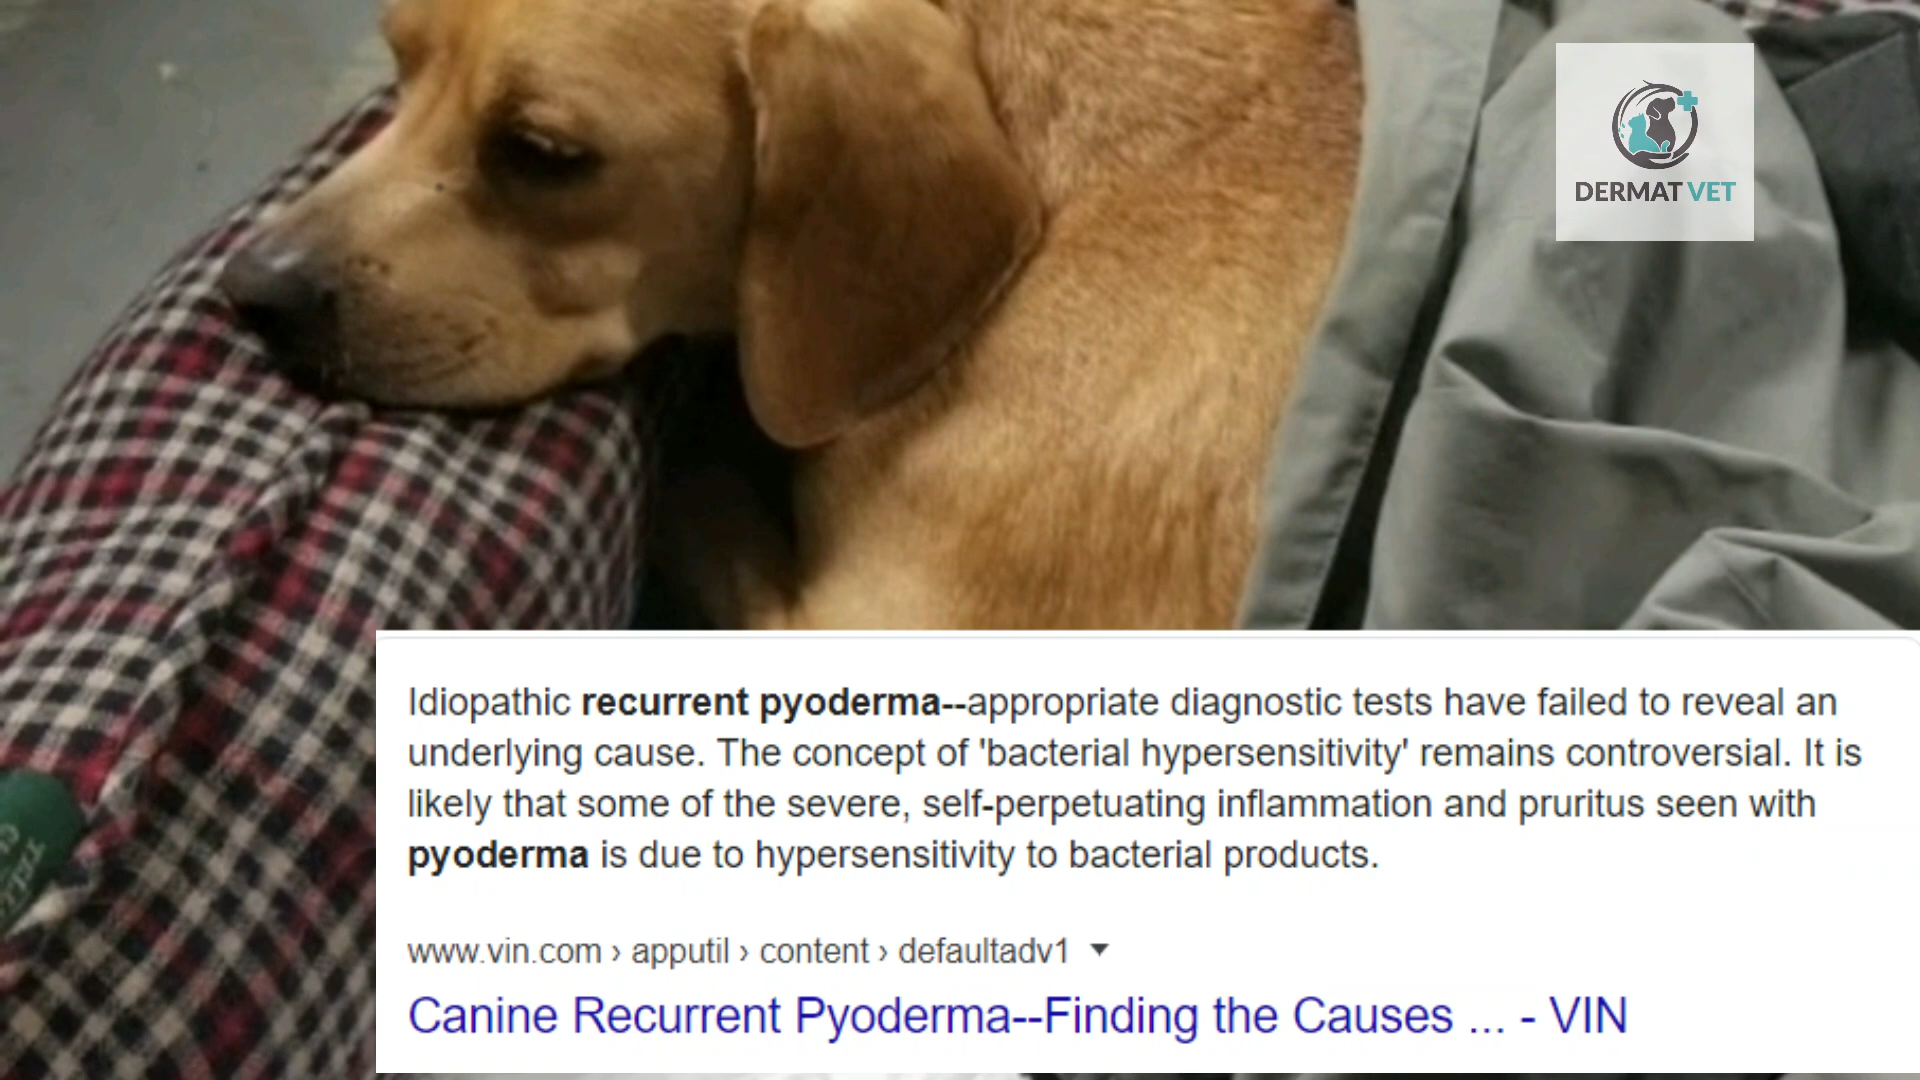 DERMAT VET
Idiopathic recurrent pyoderma--appropriate diagnostic tests have failed to reveal an
underlying cause. The concept of 'bacterial hypersensitivity' remains controversial. It is
likely that some of the severe, self-perpetuating inflammation and pruritus seen with
pyoderma is due to hypersensitivity to bacterial products.
www.vin.com › apputil › content › defaultadv1
Canine Recurrent Pyoderma--Finding the Causes ... - VIN